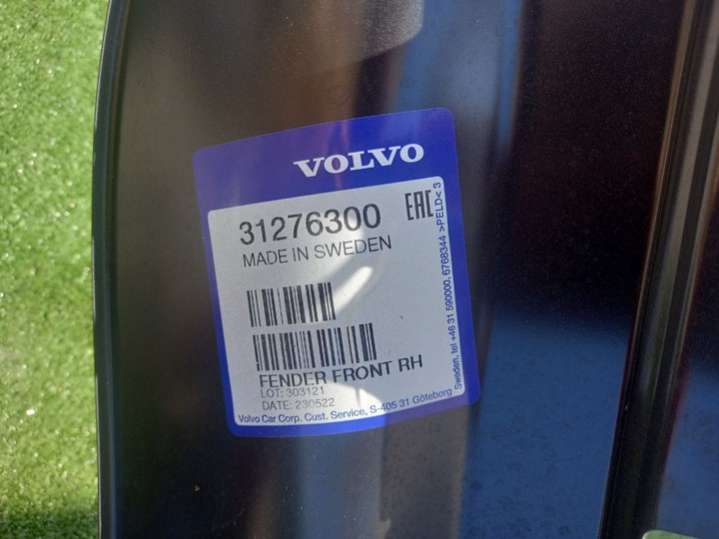 VOLVO
31276300
EAC
MADE IN SWEDEN
FENDER FRONT RH
LOT: 303121
DATE: 230522
Volvo Car Corp. Cust. Service, S-405 31 Göteborg
Sweden, tel +46 31 590000, 6768344 >PELD< 3